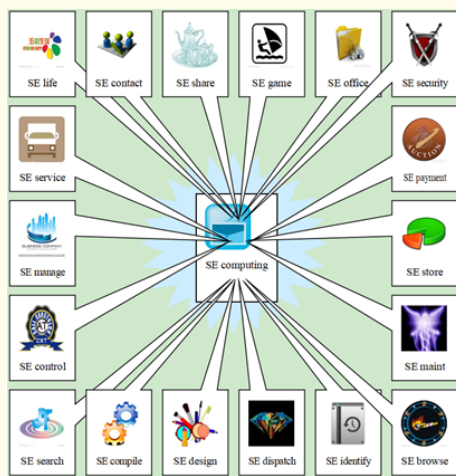 SE life
SE contact
SE share
SE game
SE office
SE security
SE service
AUCTION
SE payment
SE manage
SE computing
SE store
SE control
SE maint
SE search
SE compile
SE design
SE dispatch
SE identify
SE browse